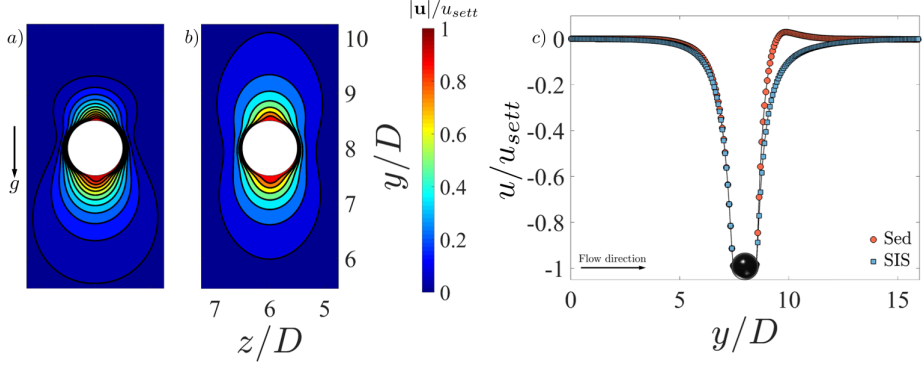 a)
g
b)
7
6
5
z/D
10
9
8
7
6
y/D
|u|/u_sett
1
0.8
0.6
0.4
0.2
0
c)
0
-0.2
-0.4
-0.6
-0.8
-1
u/u_sett
Sed
SIS
Flow direction
0
5
10
15
y/D